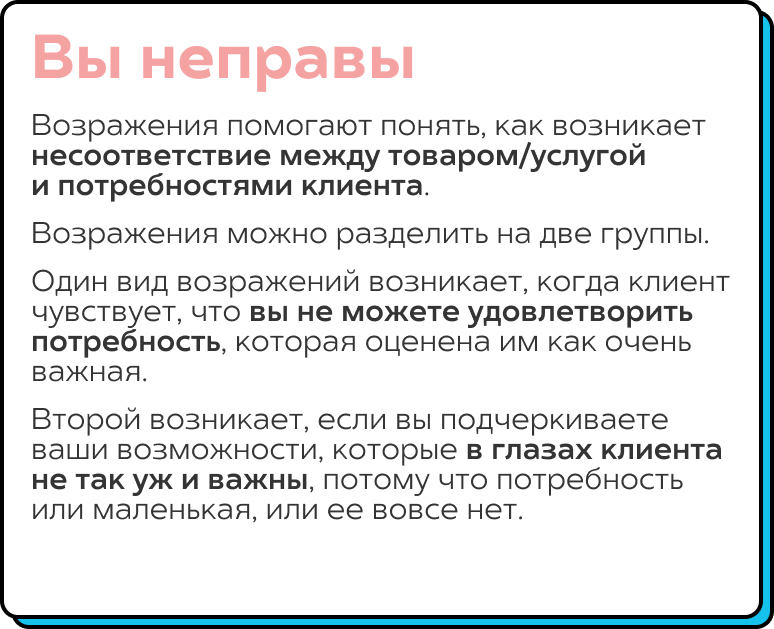 Вы неправы
Возражения помогают понять, как возникает
несоответствие между товаром/услугой
и потребностями клиента.
Возражения можно разделить на две группы.
Один вид возражений возникает, когда клиент
чувствует, что вы не можете удовлетворить
потребность, которая оценена им как очень
важная.
Второй возникает, если вы подчеркиваете
ваши возможности, которые в глазах клиента
не так уж и важны, потому что потребность
или маленькая, или ее вовсе нет.